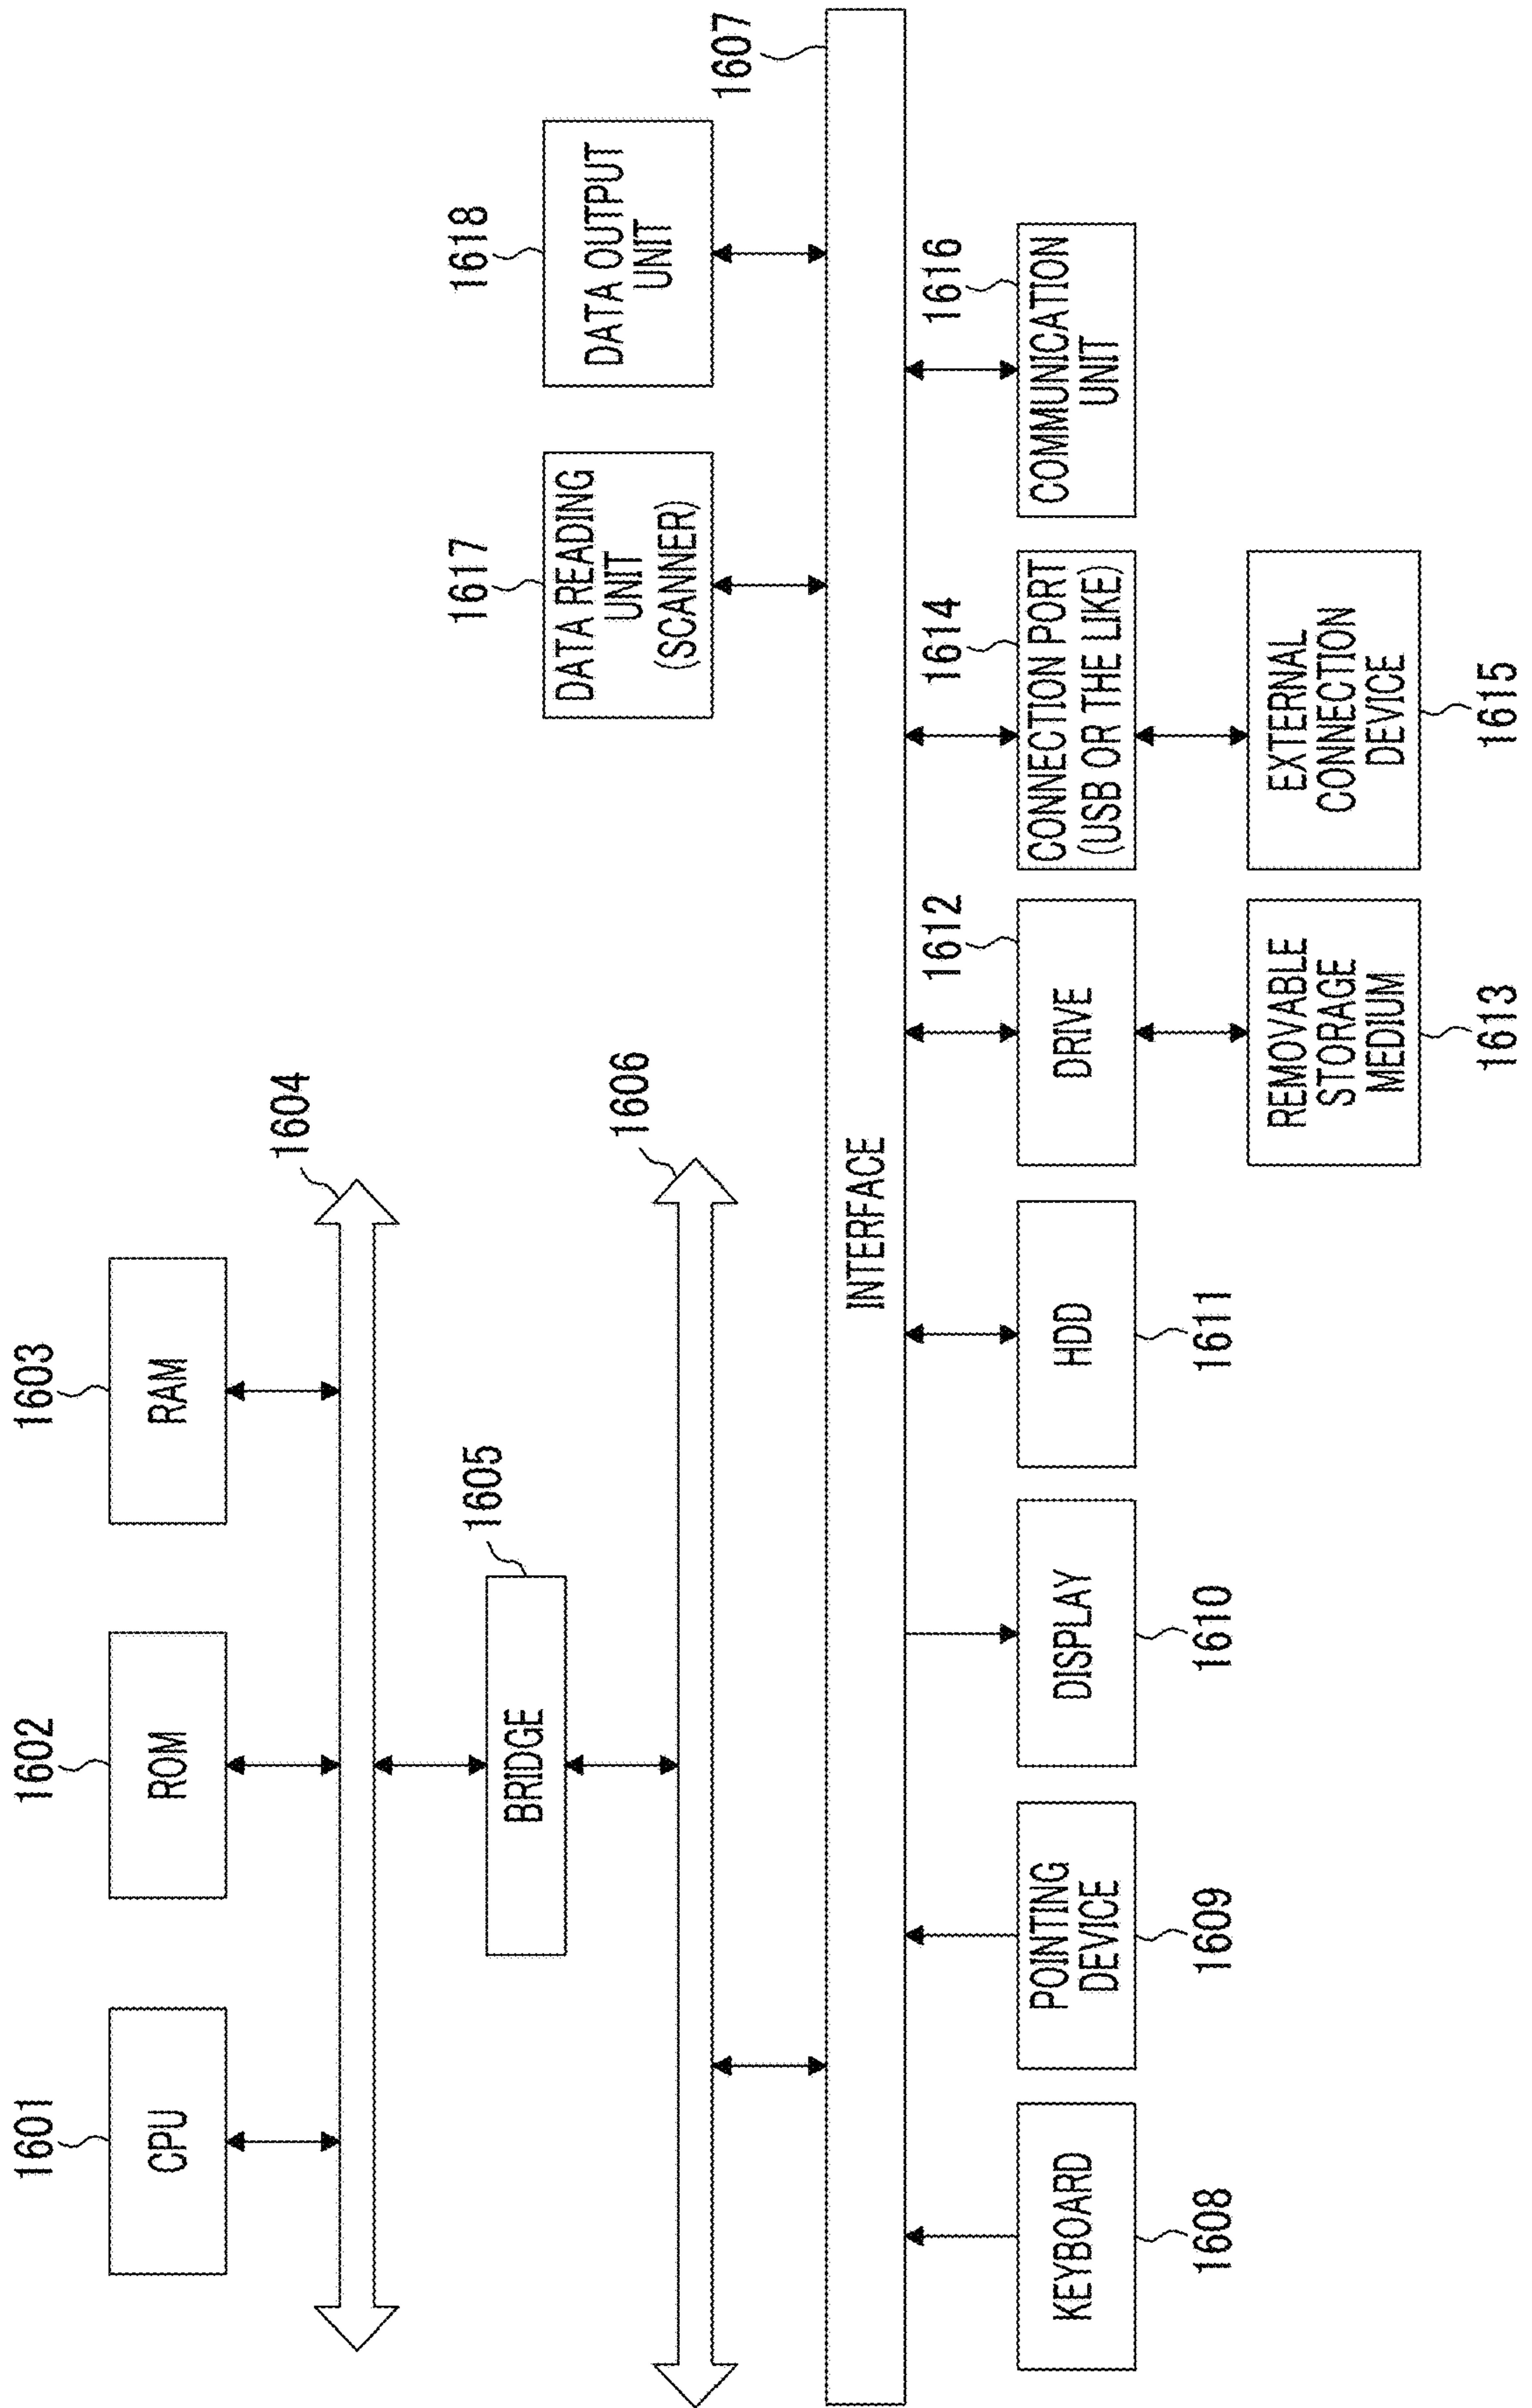 1601
CPU
1602
ROM
1603
RAM
1604
1605
BRIDGE
1606
1617
DATA READING
UNIT
(SCANNER)
1618
DATA OUTPUT
UNIT
1607
INTERFACE
KEYBOARD
1608
POINTING
DEVICE
1609
DISPLAY
1610
HDD
1611
1612
DRIVE
REMOVABLE
STORAGE
MEDIUM
1613
1614
CONNECTION PORT
(USB OR THE LIKE)
EXTERNAL
CONNECTION
DEVICE
1615
1616
COMMUNICATION
UNIT